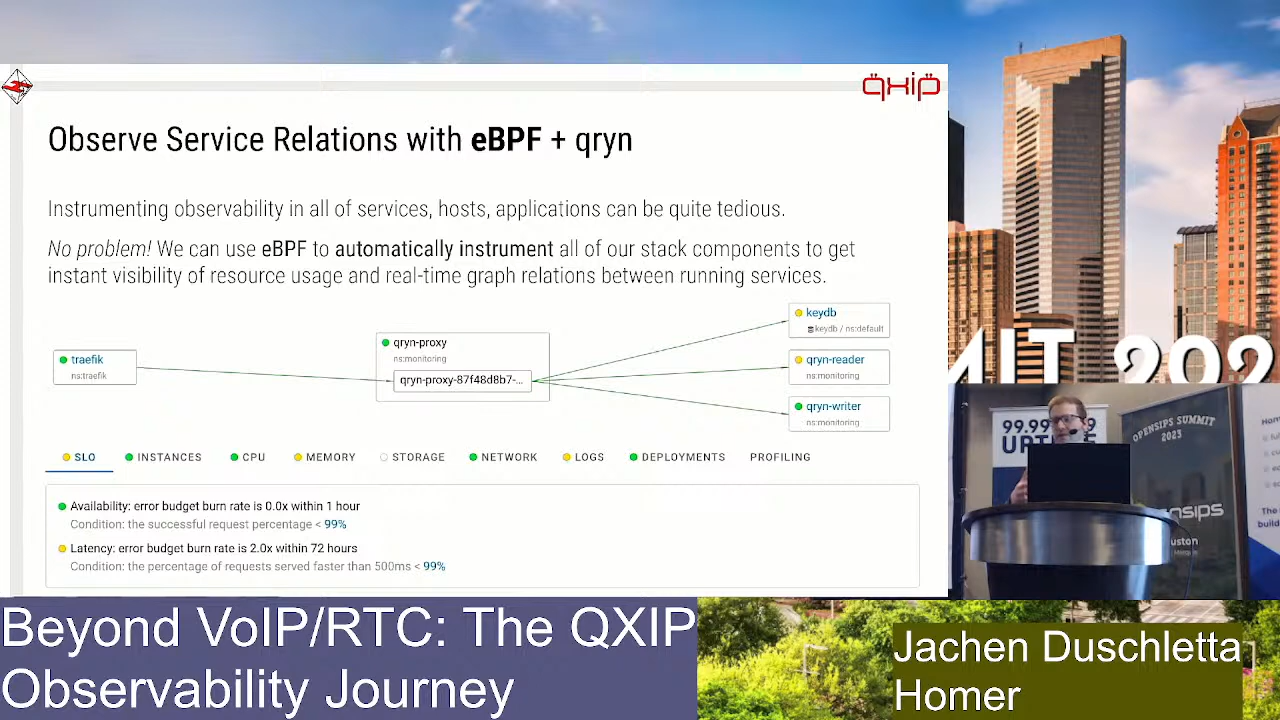 qxip
Observe Service Relations with eBPF + qryn
Instrumenting observability in all of services, hosts, applications can be quite tedious.
No problem! We can use eBPF to automatically instrument all of our stack components to get
instant visibility of resource usage and real-time graph relations between running services.
traefik
ns:traefik
qryn-proxy
ns:monitoring
qryn-proxy-87f48d8b7-...
keydb
keydb / ns:default
qryn-reader
ns:monitoring
qryn-writer
ns:monitoring
SLO INSTANCES CPU MEMORY STORAGE NETWORK LOGS DEPLOYMENTS PROFILING
Availability: error budget burn rate is 0.0x within 1 hour
Condition: the successful request percentage < 99%
Latency: error budget burn rate is 2.0x within 72 hours
Condition: the percentage of requests served faster than 500ms < 99%
OPENSIPS SUMMIT
2023
Beyond VoIP/RTC: The QXIP
Observability Journey
Jachen Duschletta
Homer